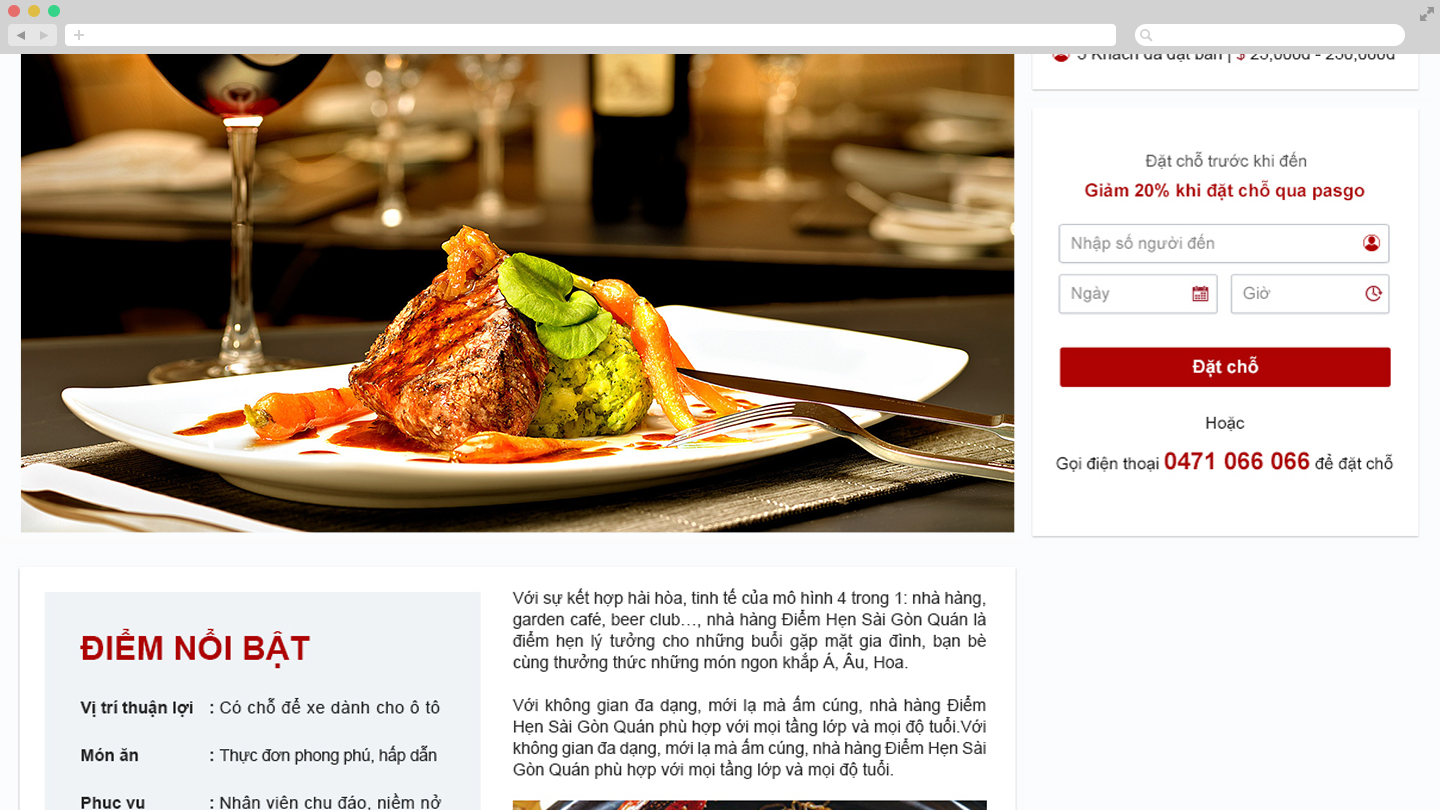 5 Khách đã đặt bàn | $ 25,000đ - 250,000đ
Đặt chỗ trước khi đến
Giảm 20% khi đặt chỗ qua pasgo
Nhập số người đến
Ngày
Giờ
Đặt chỗ
Hoặc
Gọi điện thoại 0471 066 066 để đặt chỗ
ĐIỂM NỔI BẬT
Vị trí thuận lợi : Có chỗ để xe dành cho ô tô
Món ăn : Thực đơn phong phú, hấp dẫn
Phục vụ : Nhân viên chu đáo, niềm nở
Với sự kết hợp hài hòa, tinh tế của mô hình 4 trong 1: nhà hàng,
garden café, beer club…, nhà hàng Điểm Hẹn Sài Gòn Quán là
điểm hẹn lý tưởng cho những buổi gặp mặt gia đình, bạn bè
cùng thưởng thức những món ngon khắp Á, Âu, Hoa.
Với không gian đa dạng, mới lạ mà ấm cúng, nhà hàng Điểm
Hẹn Sài Gòn Quán phù hợp với mọi tầng lớp và mọi độ tuổi.Với
không gian đa dạng, mới lạ mà ấm cúng, nhà hàng Điểm Hẹn Sài
Gòn Quán phù hợp với mọi tầng lớp và mọi độ tuổi.